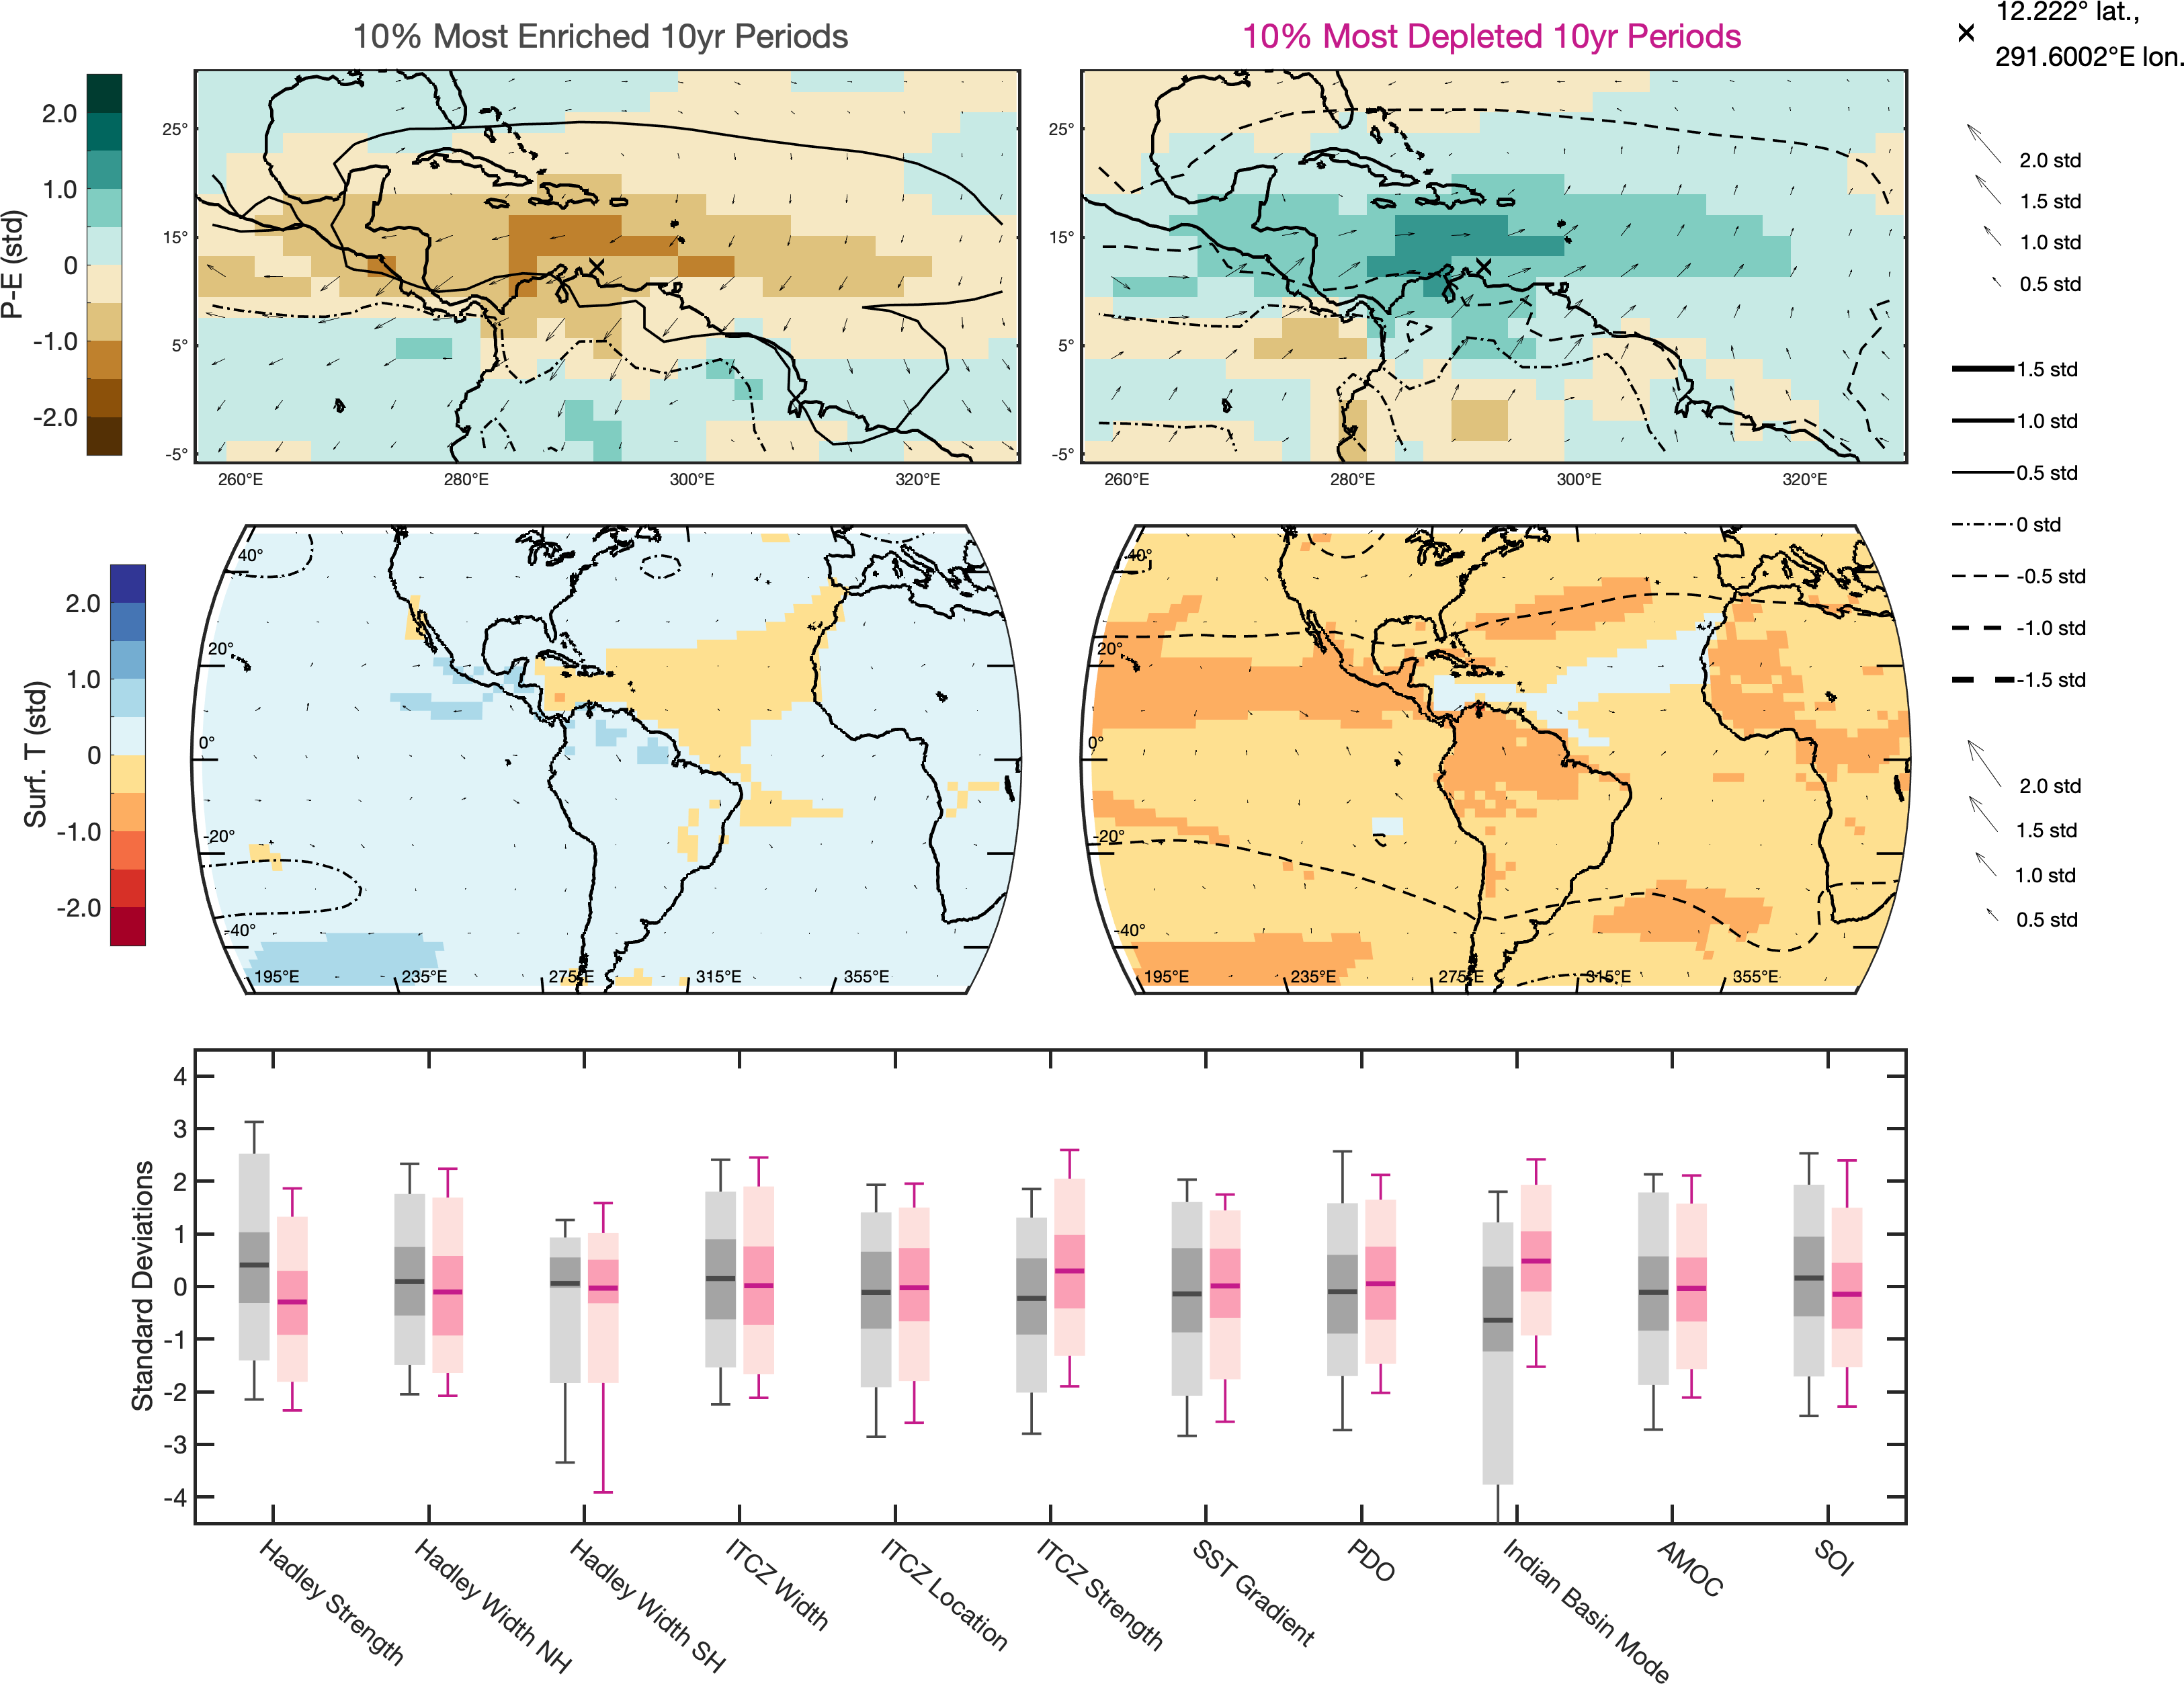 10% Most Enriched 10yr Periods
10% Most Depleted 10yr Periods
12.222° lat.,
291.6002°E lon.
P-E (std)
2.0
1.0
0
-1.0
-2.0
25°
15°
5°
-5°
260°E
280°E
300°E
320°E
25°
15°
5°
-5°
260°E
280°E
300°E
320°E
2.0 std
1.5 std
1.0 std
0.5 std
1.5 std
1.0 std
0.5 std
0 std
-0.5 std
-1.0 std
-1.5 std
Surf. T (std)
2.0
1.0
0
-1.0
-2.0
40°
20°
0°
-20°
-40°
195°E
235°E
275°E
315°E
355°E
40°
20°
0°
-20°
-40°
195°E
235°E
275°E
315°E
355°E
2.0 std
1.5 std
1.0 std
0.5 std
Standard Deviations
4
3
2
1
0
-1
-2
-3
-4
Hadley Strength
Hadley Width NH
Hadley Width SH
ITCZ Width
ITCZ Location
ITCZ Strength
SST Gradient
PDO
Indian Basin Mode
AMOC
SOI